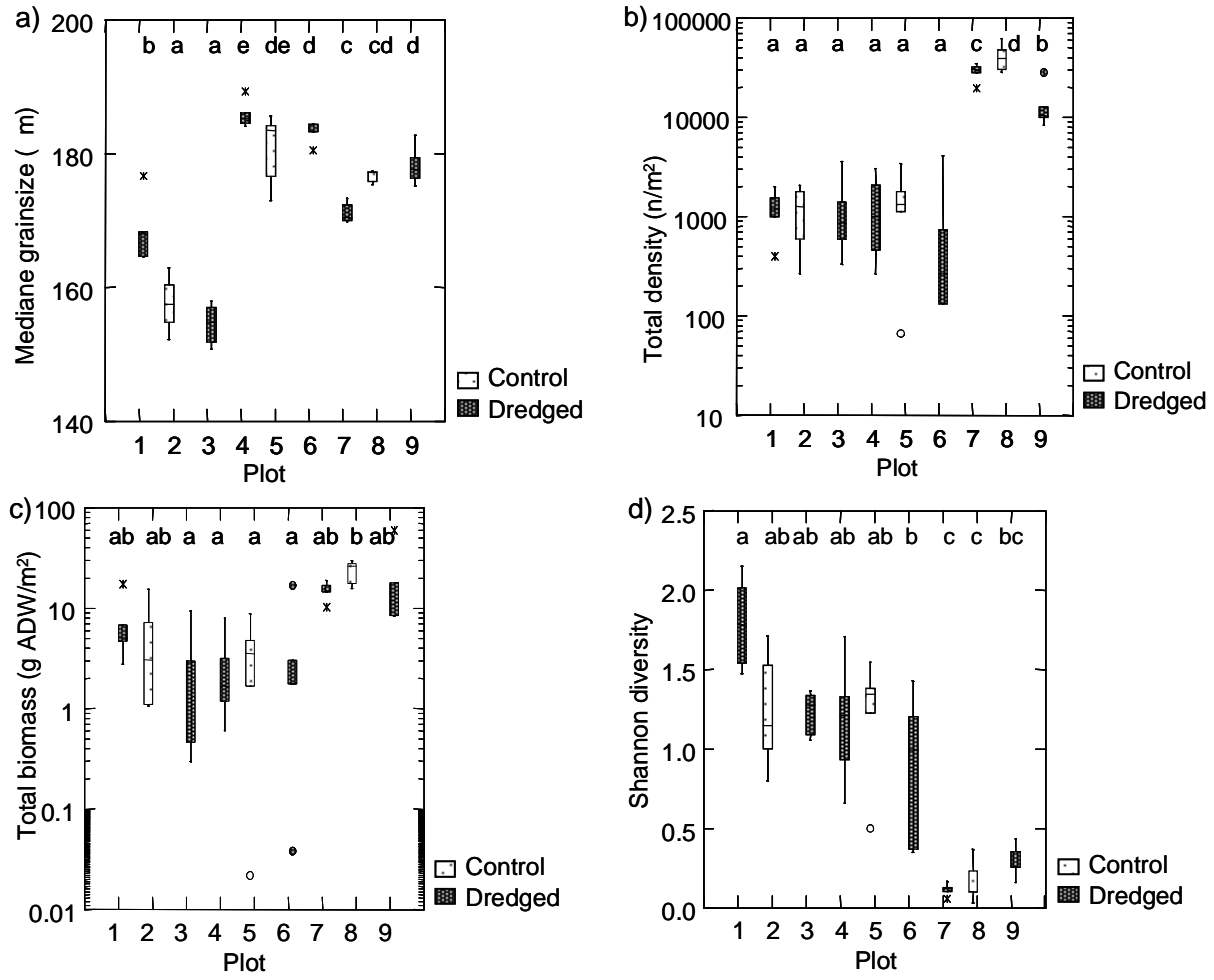 a)
200
180
160
140
b a a e de d c cd d
Mediane grainsize ( m)
1 2 3 4 5 6 7 8 9
Plot
Control
Dredged
b)
100000
10000
1000
100
10
a a a a a a c d b
Total density (n/m²)
1 2 3 4 5 6 7 8 9
Plot
Control
Dredged
c)
100
10
1
0.1
0.01
ab ab a a a a ab b ab
Total biomass (g ADW/m²)
1 2 3 4 5 6 7 8 9
Plot
Control
Dredged
d)
2.5
2.0
1.5
1.0
0.5
0.0
a ab ab ab ab b c c bc
Shannon diversity
1 2 3 4 5 6 7 8 9
Plot
Control
Dredged